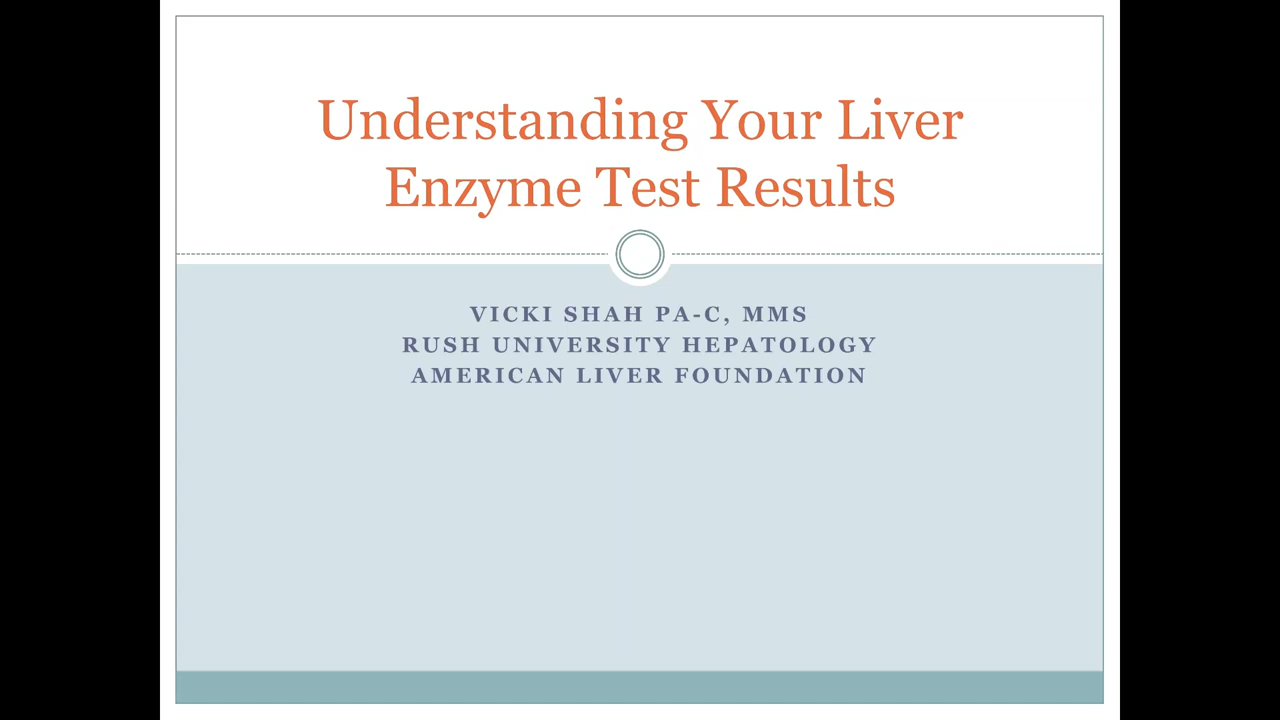 Understanding Your Liver
Enzyme Test Results
VICKI SHAH PA-C, MMS
RUSH UNIVERSITY HEPATOLOGY
AMERICAN LIVER FOUNDATION